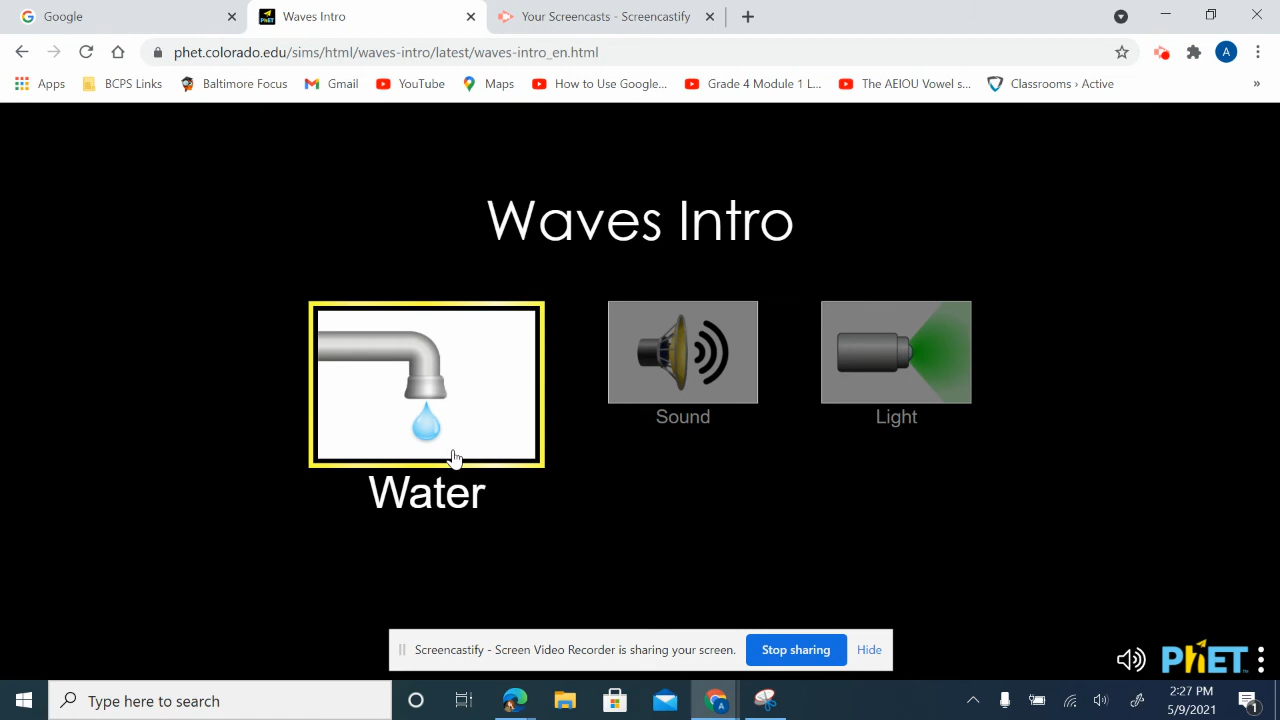 Google
Waves Intro
Your Screencasts - Screencastify
phet.colorado.edu/sims/html/waves-intro/latest/waves-intro_en.html
A
Apps
BCPS Links
Baltimore Focu
Gmail
YouTube
Maps
How to Use Google...
Grade 4 Module 1 L...
The AEIOU Vowel s...
Classrooms › Active
»
Waves Intro
Water
Sound
Light
Screencastify - Screen Video Recorder is sharing your screen.
Stop sharing
Hide
PhET
Type here to search
A
2:27 PM
5/9/2021
1